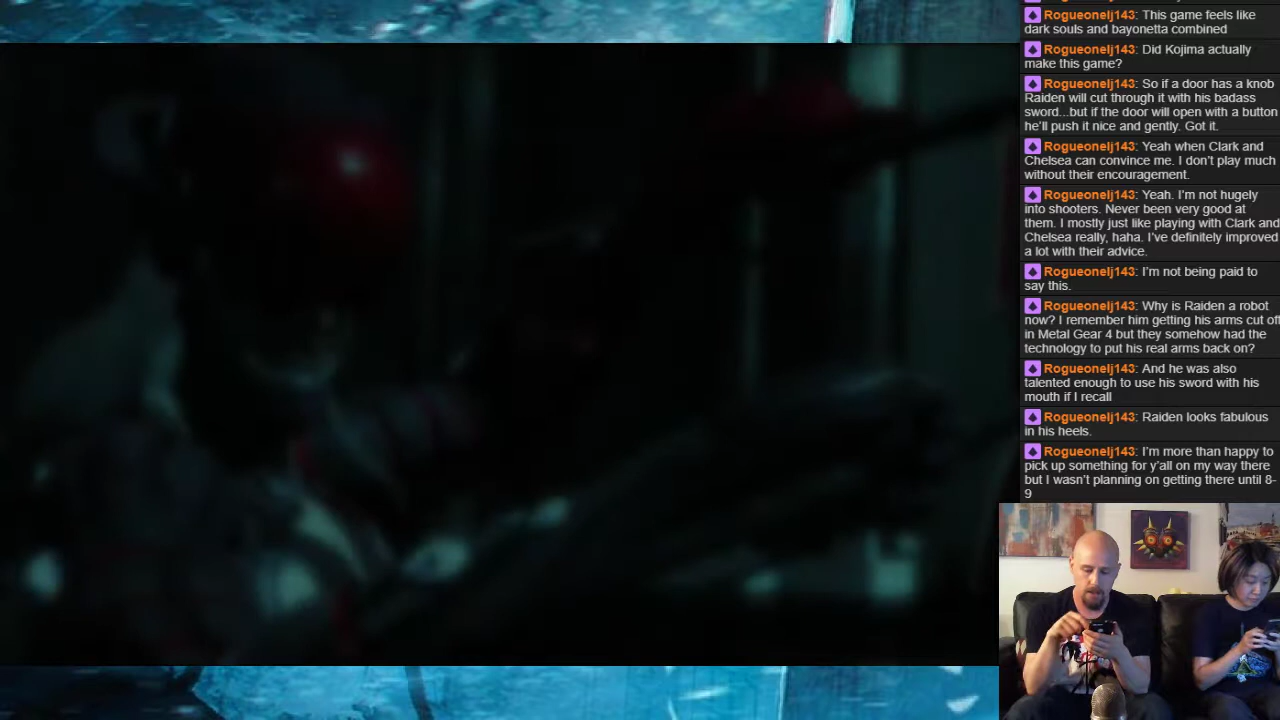 Rogueonelj143: This game feels like
dark souls and bayonetta combined
Rogueonelj143: Did Kojima actually
make this game?
Rogueonelj143: So if a door has a knob
Raiden will cut through it with his badass
sword...but if the door will open with a button
he'll push it nice and gently. Got it.
Rogueonelj143: Yeah when Clark and
Chelsea can convince me. I don't play much
without their encouragement.
Rogueonelj143: Yeah. I'm not hugely
into shooters. Never been very good at
them. I mostly just like playing with Clark and
Chelsea really, haha. I've definitely improved
a lot with their advice.
Rogueonelj143: I'm not being paid to
say this.
Rogueonelj143: Why is Raiden a robot
now? I remember him getting his arms cut off
in Metal Gear 4 but they somehow had the
technology to put his real arms back on?
Rogueonelj143: And he was also
talented enough to use his sword with his
mouth if I recall
Rogueonelj143: Raiden looks fabulous
in his heels.
Rogueonelj143: I'm more than happy to
pick up something for y'all on my way there
but I wasn't planning on getting there until 8-
9